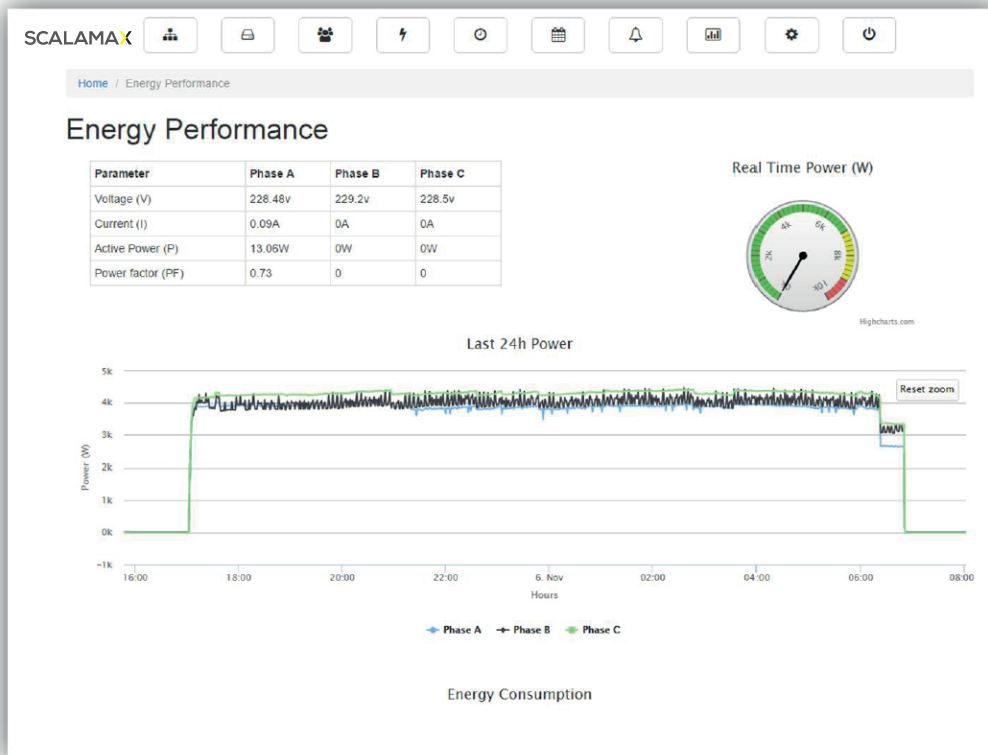 SCALAMAX
Home / Energy Performance
Energy Performance
Parameter Phase A Phase B Phase C
Voltage (V) 228.48v 229.2v 228.5v
Current (I) 0.09A 0A 0A
Active Power (P) 13.06W 0W 0W
Power factor (PF) 0.73 0 0
Real Time Power (W)
2k 4k 6k 8k 10k
Highcharts.com
Last 24h Power
Reset zoom
5k
4k
3k
2k
1k
0k
-1k
Power (W)
16:00 18:00 20:00 22:00 6. Nov 02:00 04:00 06:00 08:00
Hours
Phase A Phase B Phase C
Energy Consumption